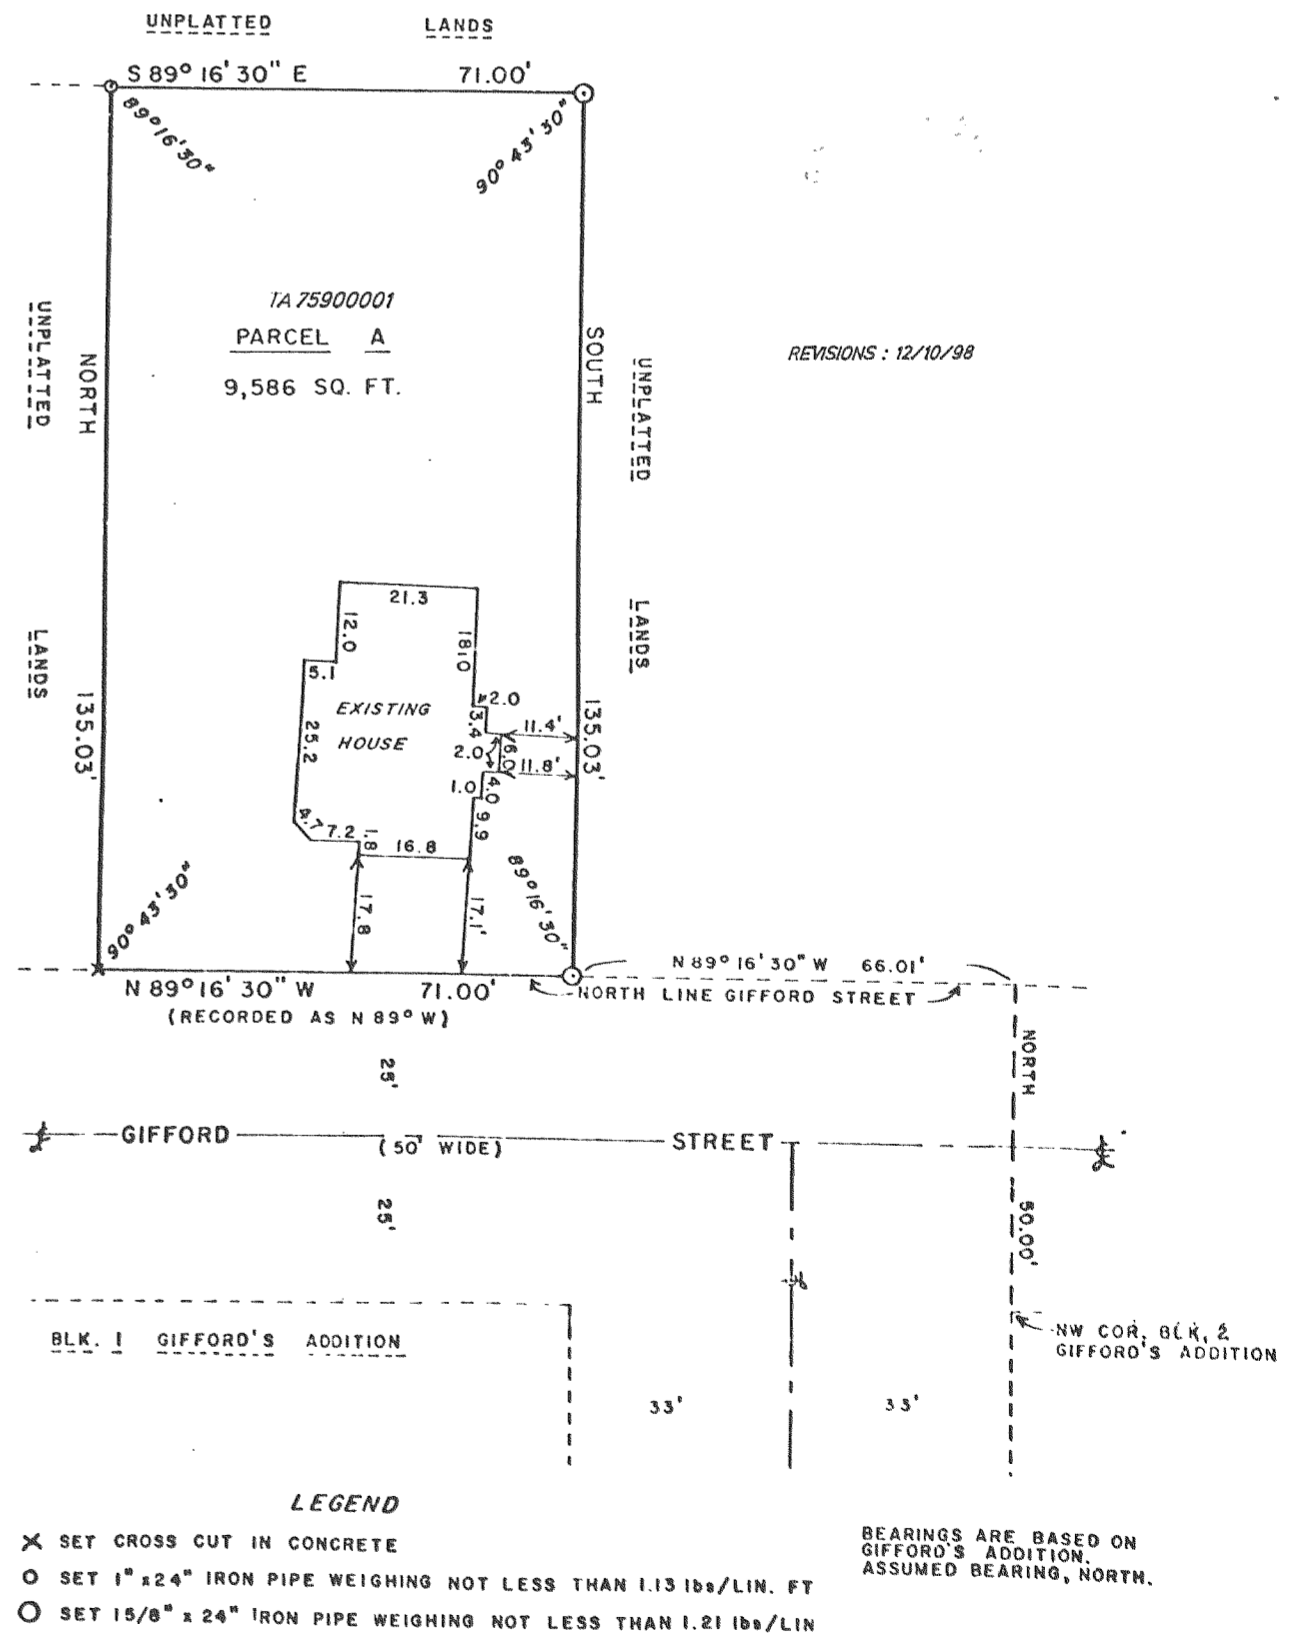 UNPLATTED LANDS
S 89° 16' 30" E 71.00'
89°16'30"
90° 43' 30"
TA 75900001
PARCEL A
9,586 SQ. FT.
REVISIONS : 12/10/98
UNPLATTED
LANDS
NORTH
135.03'
SOUTH
135.03'
UNPLATTED
LANDS
21.3
12.0
18.0
5.1
2.0
EXISTING
HOUSE
3.4
11.4'
25.2
2.0
6.0
11.8'
1.0
4.0
4.7
7.2
1.8
16.8
9.9
17.8
17.1'
89°16'30"
90° 43' 30"
N 89° 16' 30" W 71.00'
(RECORDED AS N 89° W)
N 89° 16' 30" W 66.01'
NORTH LINE GIFFORD STREET
25'
NORTH
GIFFORD STREET
(50' WIDE)
25'
50.00'
BLK. 1 GIFFORD'S ADDITION
NW COR. BLK. 2
GIFFORD'S ADDITION
33'
33'
LEGEND
SET CROSS CUT IN CONCRETE
SET 1" x 24" IRON PIPE WEIGHING NOT LESS THAN 1.13 lbs/LIN. FT
SET 15/8" x 24" IRON PIPE WEIGHING NOT LESS THAN 1.21 lbs/LIN
BEARINGS ARE BASED ON
GIFFORD'S ADDITION.
ASSUMED BEARING, NORTH.